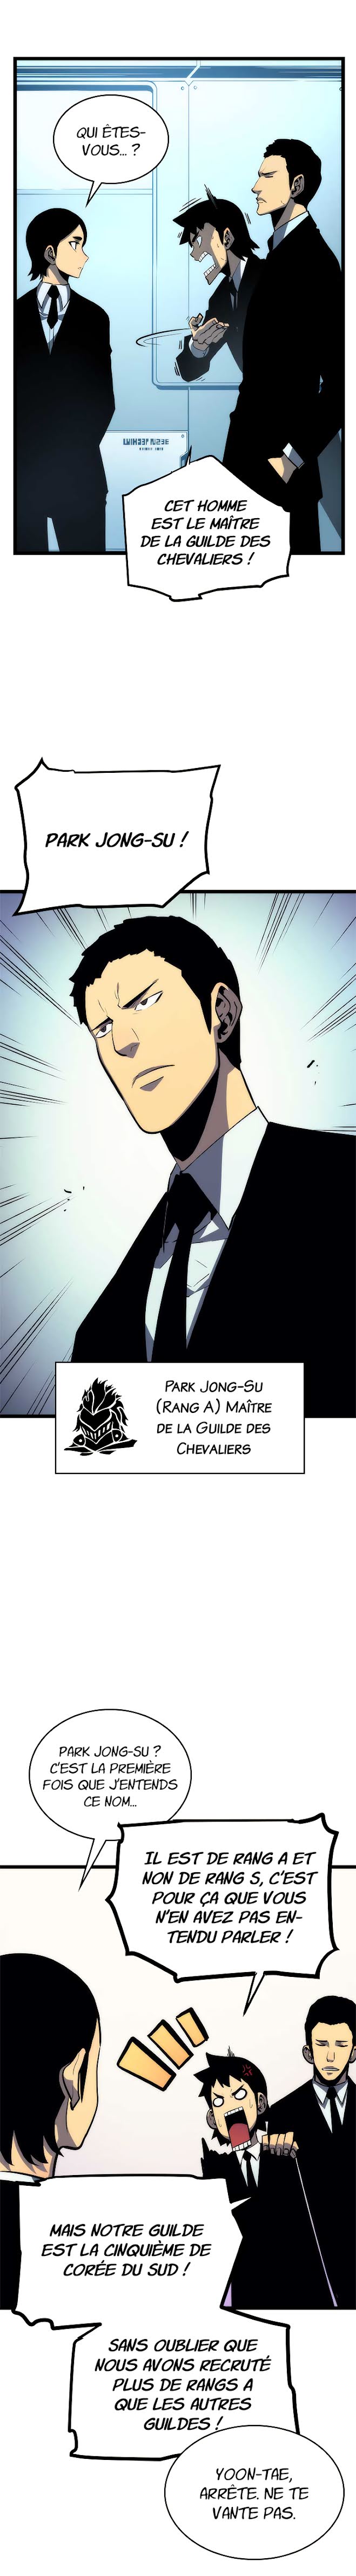 QUI ÊTES-
VOUS... ?
CET HOMME
EST LE MAÎTRE
DE LA GUILDE DES
CHEVALIERS !
PARK JONG-SU !
PARK JONG-SU
(RANG A) MAÎTRE
DE LA GUILDE DES
CHEVALIERS
PARK JONG-SU ?
C'EST LA PREMIÈRE
FOIS QUE J'ENTENDS
CE NOM...
IL EST DE RANG A ET
NON DE RANG S, C'EST
POUR ÇA QUE VOUS
N'EN AVEZ PAS EN-
TENDU PARLER !
MAIS NOTRE GUILDE
EST LA CINQUIÈME DE
CORÉE DU SUD !
SANS OUBLIER QUE
NOUS AVONS RECRUTÉ
PLUS DE RANGS A
QUE LES AUTRES
GUILDES !
YOON-TAE,
ARRÊTE. NE TE
VANTE PAS.